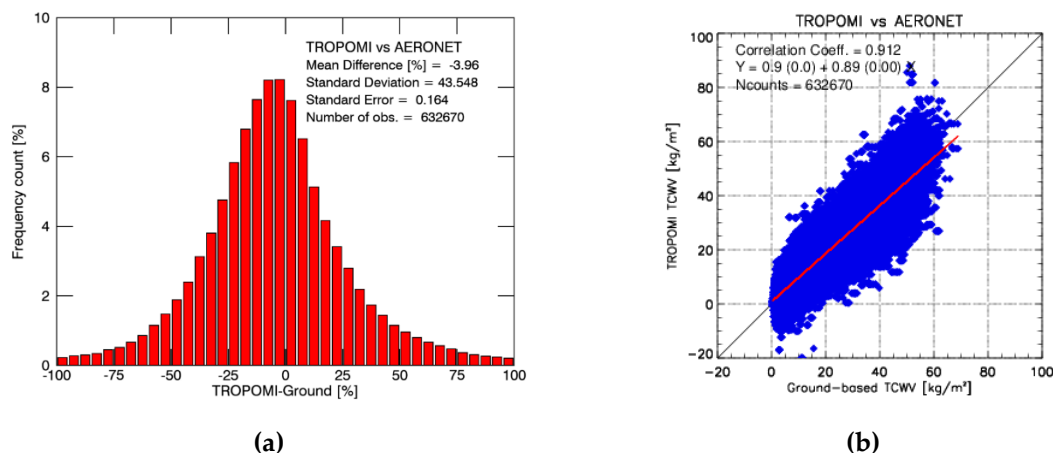 TROPOMI vs AERONET
Mean Difference [%] = -3.96
Standard Deviation = 43.548
Standard Error = 0.164
Number of obs. = 632670
Frequency count [%]
10
8
6
4
2
0
-100 -75 -50 -25 0 25 50 75 100
TROPOMI-Ground [%]
(a)
TROPOMI vs AERONET
Correlation Coeff. = 0.912
Y = 0.9 (0.0) + 0.89 (0.00) X
Ncounts = 632670
TROPOMI TCWV [kg/m²]
100
80
60
40
20
0
-20
-20 0 20 40 60 80 100
Ground-based TCWV [kg/m²]
(b)